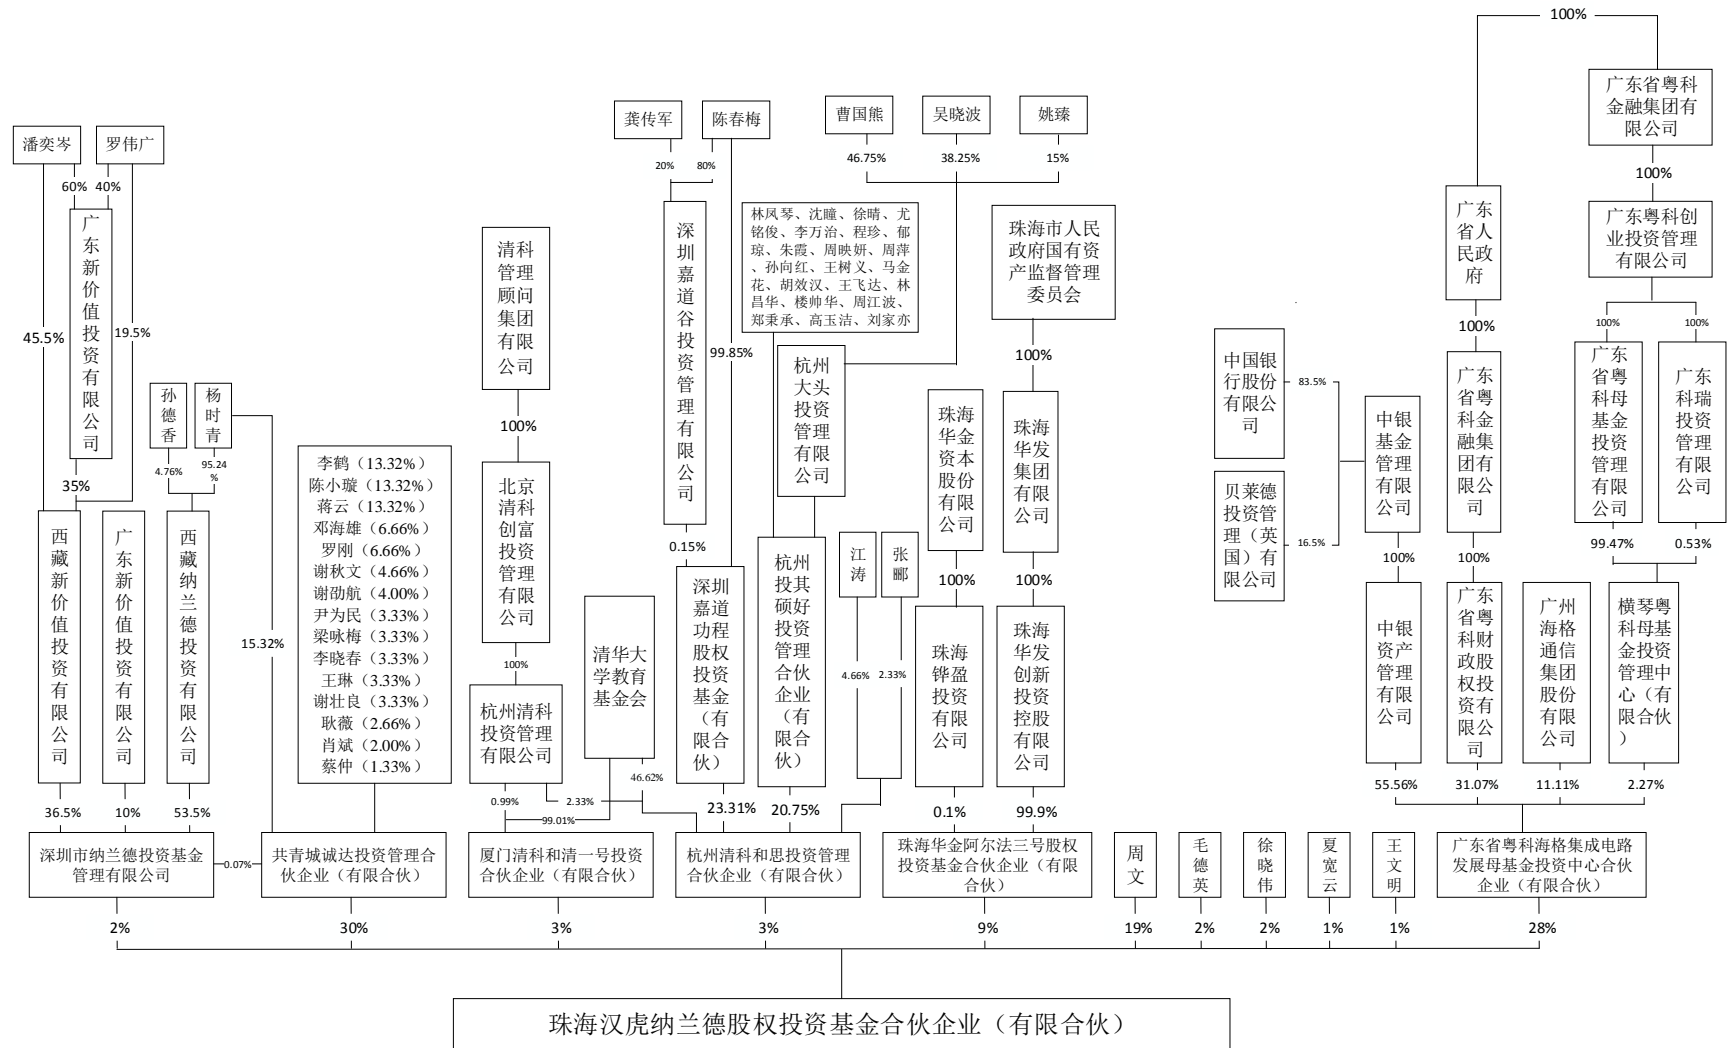 100%
广东省粤科
金融集团有
限公司
100%
广东粤科创
业投资管理
有限公司
100%
100%
广东
省粤
科母
基金
投资
管理
有限
公司
广东
科瑞
投资
管理
有限
公司
99.47%
0.53%
潘奕岑
罗伟广
60%
40%
广东新价值投资有限公司
45.5%
19.5%
35%
孙德香
杨时青
4.76%
95.24
%
15.32%
西藏新价值投资有限公司
广东新价值投资有限公司
西藏纳兰德投资有限公司
36.5%
10%
53.5%
李鹤（13.32%）
陈小璇（13.32%）
蒋云（13.32%）
邓海雄（6.66%）
罗刚（6.66%）
谢秋文（4.66%）
谢劭航（4.00%）
尹为民（3.33%）
梁咏梅（3.33%）
李晓春（3.33%）
王琳（3.33%）
谢壮良（3.33%）
耿薇（2.66%）
肖斌（2.00%）
蔡仲（1.33%）
清科
管理
顾问
集团
有限
公司
100%
北京
清科
创富
投资
管理
有限
公司
100%
杭州清科
投资管理
有限公司
清华大
学教育
基金会
0.99%
2.33%
99.01%
46.62%
龚传军
陈春梅
20%
80%
深圳嘉道谷投资管理有限公司
99.85%
0.15%
深圳
嘉道
功程
股权
投资
基金
（有
限合
伙）
23.31%
曹国熊
吴晓波
姚臻
46.75%
38.25%
15%
林凤琴、沈瞳、徐晴、尤
铭俊、李万治、程珍、郁
琼、朱霞、周映妍、周萍
、孙向红、王树义、马金
花、胡效汉、王飞达、林
昌华、楼帅华、周江波、
郑秉承、高玉洁、刘家亦
杭州
大头
投资
管理
有限
公司
杭州
投其
硕好
投资
管理
合伙
企业
（有
限合
伙）
20.75%
江涛
张郦
4.66%
2.33%
珠海市人民
政府国有资
产监督管理
委员会
100%
珠海
华金
资本
股份
有限
公司
珠海
华发
集团
有限
公司
100%
100%
珠海
铧盈
投资
有限
公司
珠海
华发
创新
投资
控股
有限
公司
0.1%
99.9%
中国银
行股份
有限公
司
83.5%
贝莱德
投资管
理（英
国）有
限公司
16.5%
中银
基金
管理
有限
公司
100%
中银
资产
管理
有限
公司
广东
省人
民政
府
100%
广东
省粤
科金
融集
团有
限公
司
100%
广东
省粤
科财
政股
权投
资有
限公
司
广州
海格
通信
集团
股份
有限
公司
横琴粤
科母基
金投资
管理中
心（有
限合伙
）
55.56%
31.07%
11.11%
2.27%
深圳市纳兰德投资基金
管理有限公司
0.07%
共青城诚达投资管理合
伙企业（有限合伙）
厦门清科和清一号投资
合伙企业（有限合伙）
杭州清科和思投资管理
合伙企业（有限合伙）
珠海华金阿尔法三号股权
投资基金合伙企业（有限
合伙）
周文
毛德英
徐晓伟
夏宽云
王文明
广东省粤科海格集成电路
发展母基金投资中心合伙
企业（有限合伙）
2%
30%
3%
3%
9%
19%
2%
2%
1%
1%
28%
珠海汉虎纳兰德股权投资基金合伙企业（有限合伙）